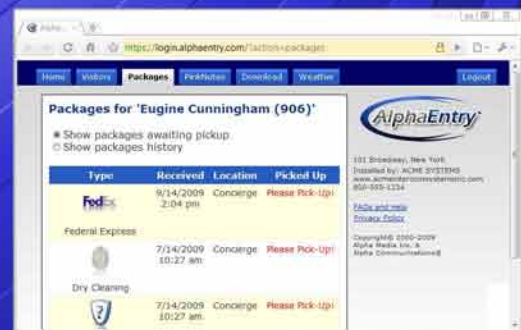 https://login.alphaentry.com/?action=packages
Home Visitors Packages PinkNotes Download Weather Logout
Packages for 'Eugine Cunningham (906)'
Show packages awaiting pickup
Show packages history
Type Received Location Picked Up
FedEx 9/14/2009 Concierge Please Pick-Up!
2:04 pm
Federal Express
7/14/2009 Concierge Please Pick-Up!
10:27 am
Dry Cleaning
? 7/14/2009 Concierge Please Pick-Up!
10:27 am
AlphaEntry
101 Broadway, New York
Installed by: ACME SYSTEMS
FAQs and Help
Privacy Policy
Copyright© 2000-2009
Alpha Media Inc. &
Alpha Communications®